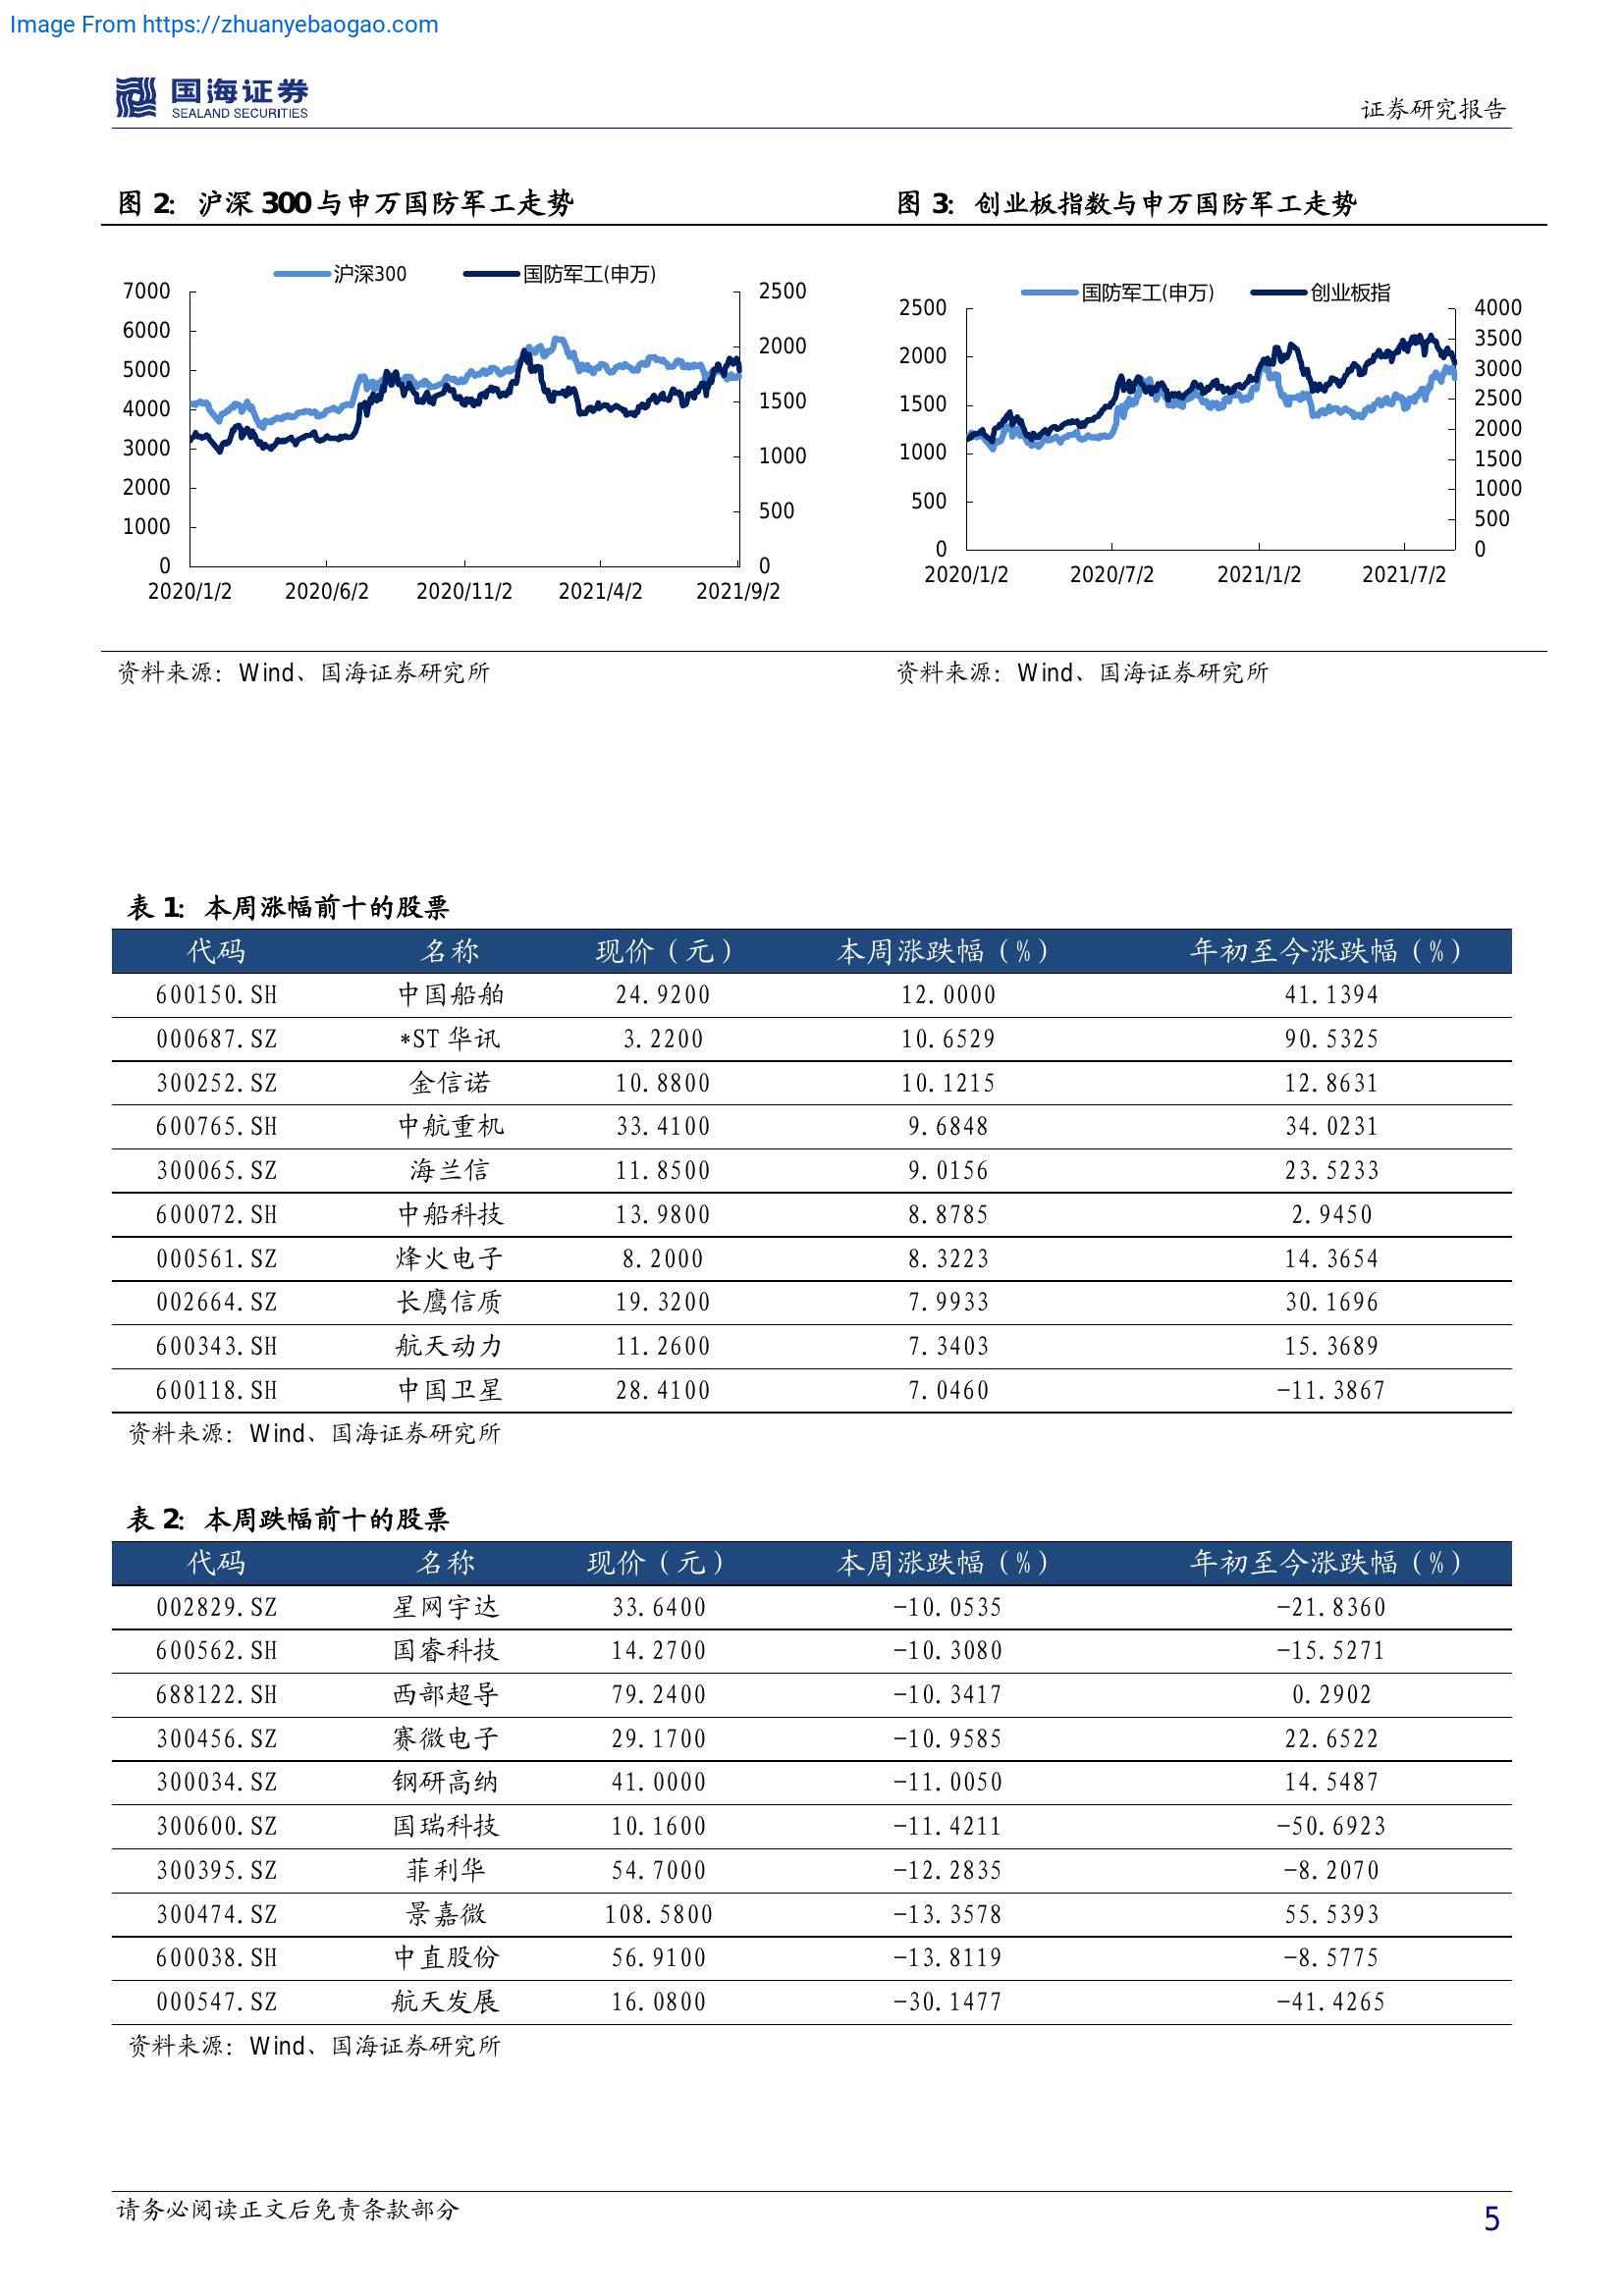 Image From https://zhuanyebaogao.com
国海证券
SEALAND SECURITIES
证券研究报告
图 2: 沪深 300 与申万国防军工走势
图 3: 创业板指数与申万国防军工走势
沪深300 国防军工(申万)
7000
6000
5000
4000
3000
2000
1000
0
2500
2000
1500
1000
500
0
2020/1/2 2020/6/2 2020/11/2 2021/4/2 2021/9/2
国防军工(申万) 创业板指
2500
2000
1500
1000
500
0
4000
3500
3000
2500
2000
1500
1000
500
0
2020/1/2 2020/7/2 2021/1/2 2021/7/2
资料来源：Wind、国海证券研究所
资料来源：Wind、国海证券研究所
表 1: 本周涨幅前十的股票
代码 名称 现价（元） 本周涨跌幅（%） 年初至今涨跌幅（%）
600150.SH 中国船舶 24.9200 12.0000 41.1394
000687.SZ *ST 华讯 3.2200 10.6529 90.5325
300252.SZ 金信诺 10.8800 10.1215 12.8631
600765.SH 中航重机 33.4100 9.6848 34.0231
300065.SZ 海兰信 11.8500 9.0156 23.5233
600072.SH 中船科技 13.9800 8.8785 2.9450
000561.SZ 烽火电子 8.2000 8.3223 14.3654
002664.SZ 长鹰信质 19.3200 7.9933 30.1696
600343.SH 航天动力 11.2600 7.3403 15.3689
600118.SH 中国卫星 28.4100 7.0460 -11.3867
资料来源：Wind、国海证券研究所
表 2: 本周跌幅前十的股票
代码 名称 现价（元） 本周涨跌幅（%） 年初至今涨跌幅（%）
002829.SZ 星网宇达 33.6400 -10.0535 -21.8360
600562.SH 国睿科技 14.2700 -10.3080 -15.5271
688122.SH 西部超导 79.2400 -10.3417 0.2902
300456.SZ 赛微电子 29.1700 -10.9585 22.6522
300034.SZ 钢研高纳 41.0000 -11.0050 14.5487
300600.SZ 国瑞科技 10.1600 -11.4211 -50.6923
300395.SZ 菲利华 54.7000 -12.2835 -8.2070
300474.SZ 景嘉微 108.5800 -13.3578 55.5393
600038.SH 中直股份 56.9100 -13.8119 -8.5775
000547.SZ 航天发展 16.0800 -30.1477 -41.4265
资料来源：Wind、国海证券研究所
请务必阅读正文后免责条款部分
5